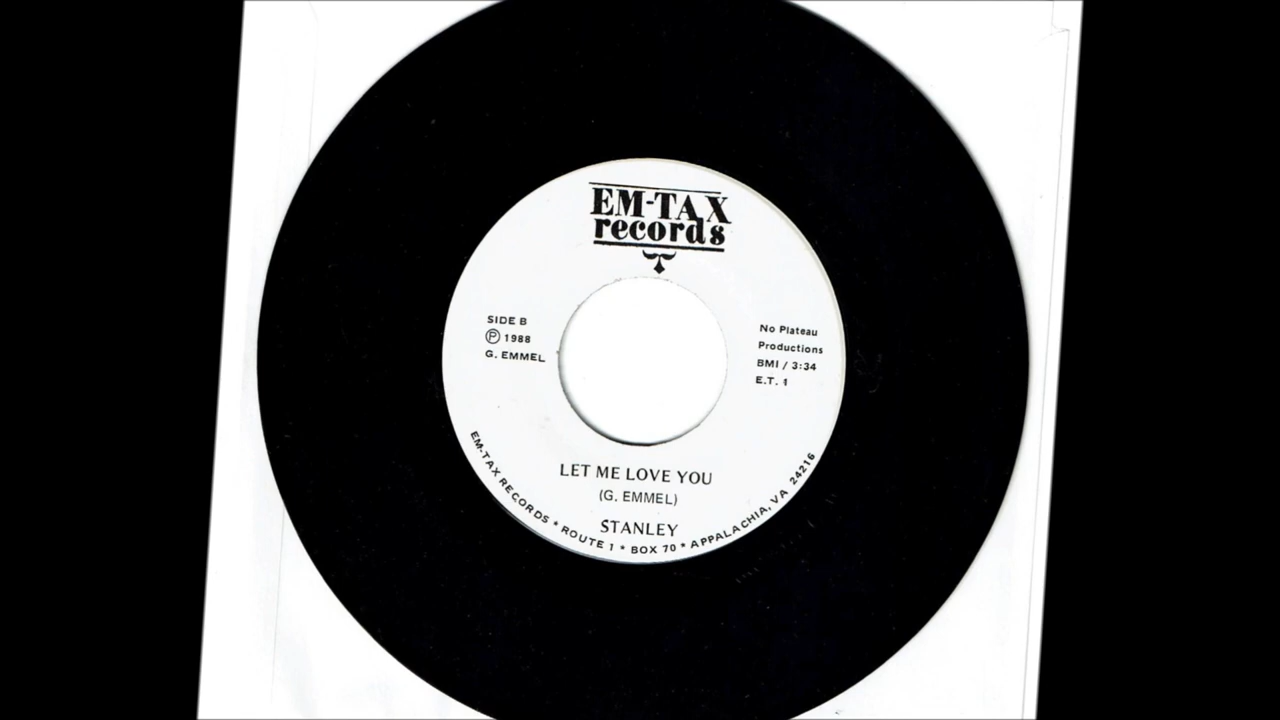 EM-TAX
records
SIDE B
Ⓟ 1988
G. EMMEL
No Plateau
Productions
BMI / 3:34
E.T. 1
LET ME LOVE YOU
(G. EMMEL)
STANLEY
EM-TAX RECORDS * ROUTE 1 * BOX 70 * APPALACHIA, VA 24216